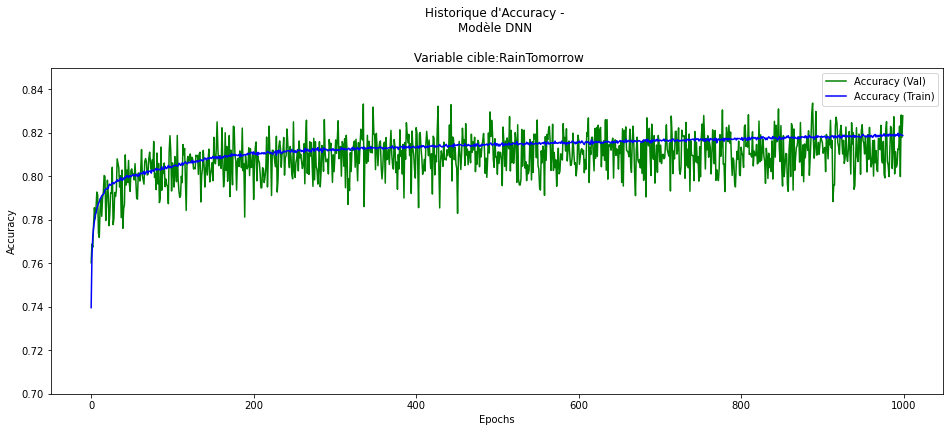 Historique d'Accuracy -
Modèle DNN
Variable cible:RainTomorrow
Accuracy (Val)
Accuracy (Train)
0.84
0.82
0.80
0.78
0.76
0.74
0.72
0.70
Accuracy
0
200
400
600
800
1000
Epochs